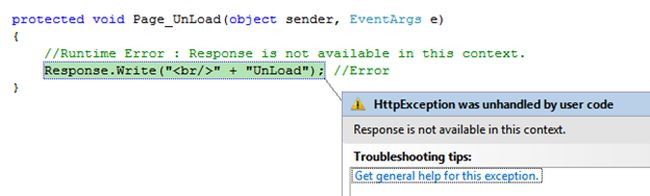 protected void Page_UnLoad(object sender, EventArgs e)
{
//Runtime Error : Response is not available in this context.
Response.Write("<br/>" + "UnLoad"); //Error
}
HttpException was unhandled by user code
Response is not available in this context.
Troubleshooting tips:
Get general help for this exception.